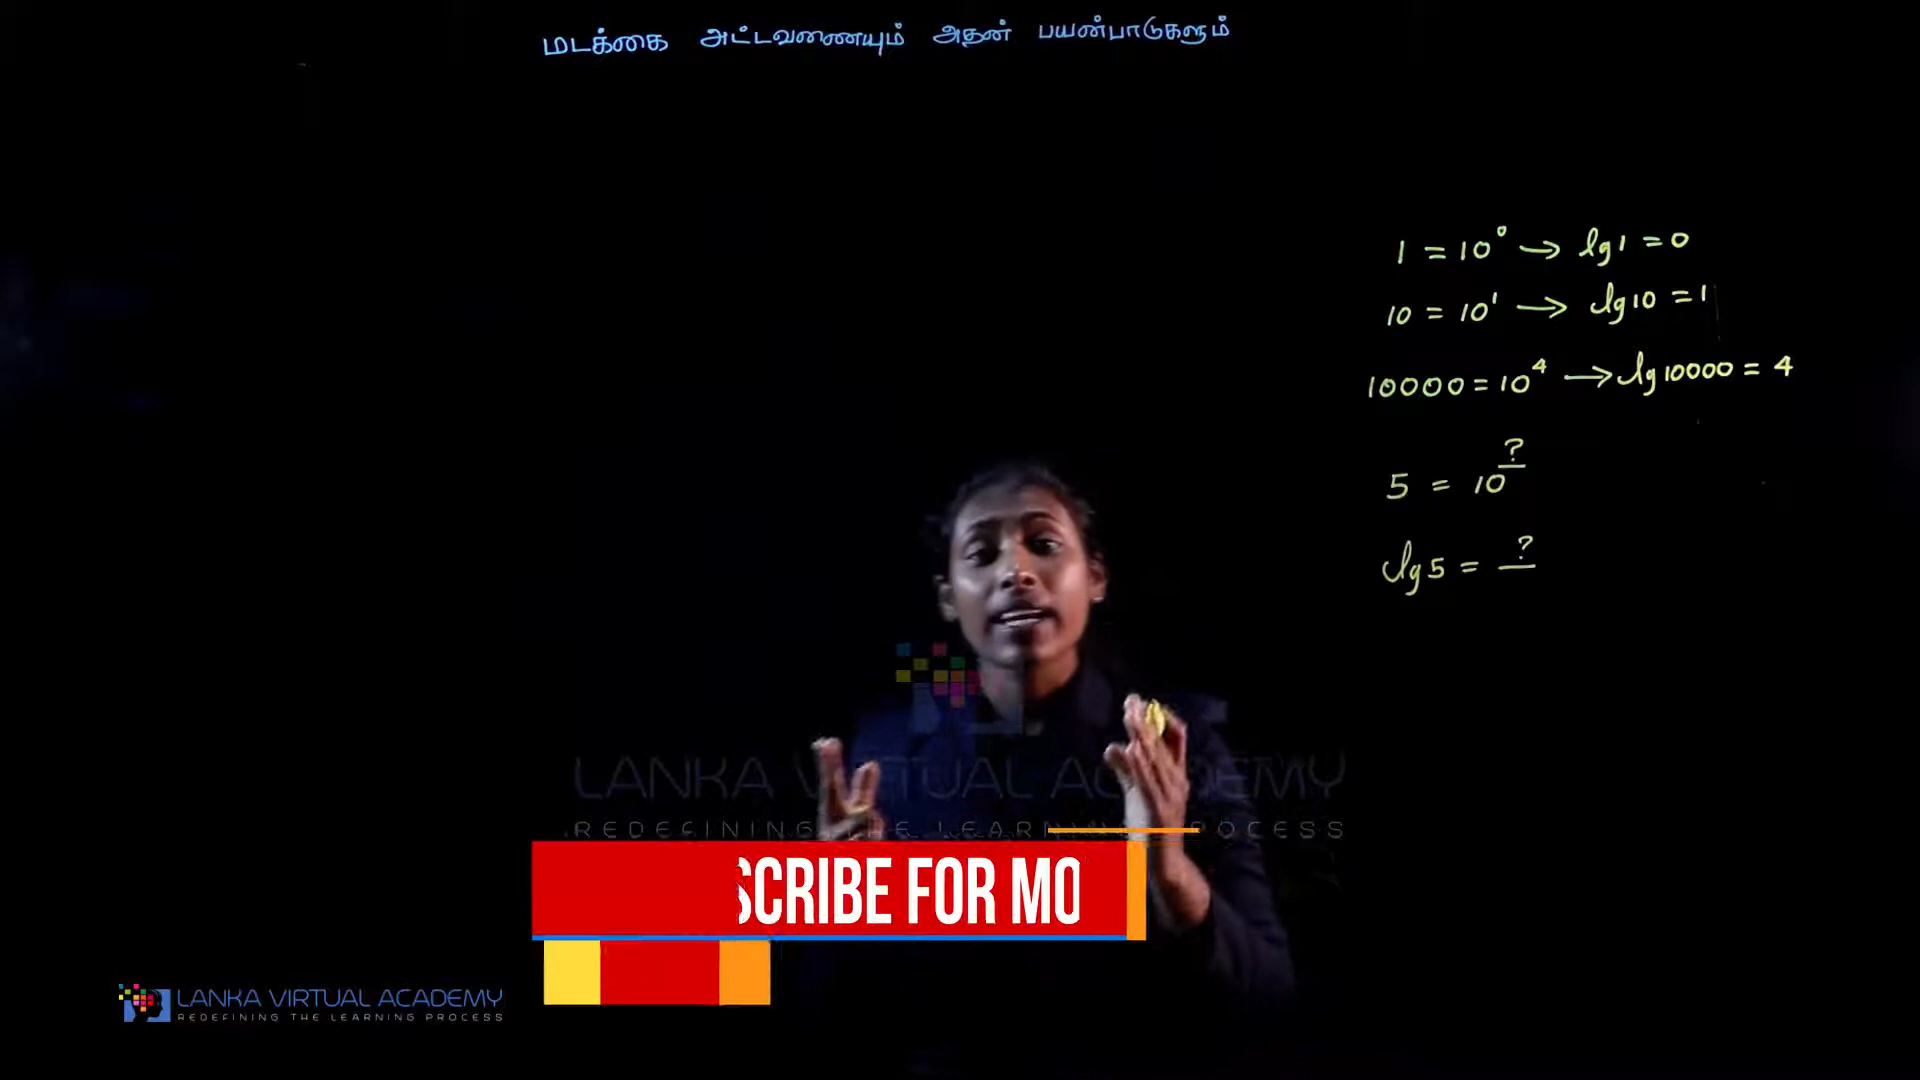 மடக்கை அட்டவணையும் அதன் பயன்பாடுகளும்
1 = 10⁰ → lg1 = 0
10 = 10¹ → lg10 = 1
10000 = 10⁴ → lg10000 = 4
5 = 10^?
lg5 = ?
LANKA VIRTUAL ACADEMY
REDEFINING THE LEARNING PROCESS
SCRIBE FOR MO
LANKA VIRTUAL ACADEMY
REDEFINING THE LEARNING PROCESS